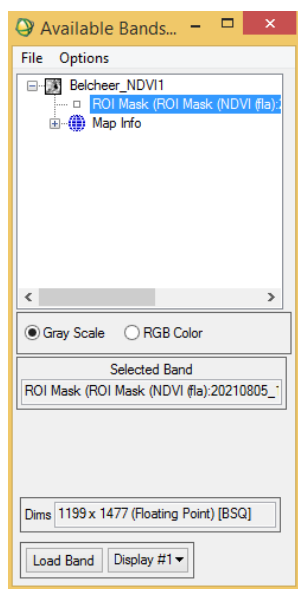 Available Bands...
File Options
Belcheer_NDVI1
ROI Mask (ROI Mask (NDVI (fla):2
Map Info
Gray Scale RGB Color
Selected Band
ROI Mask (ROI Mask (NDVI (fla):20210805_
Dims 1199 x 1477 (Floating Point) [BSQ]
Load Band Display #1